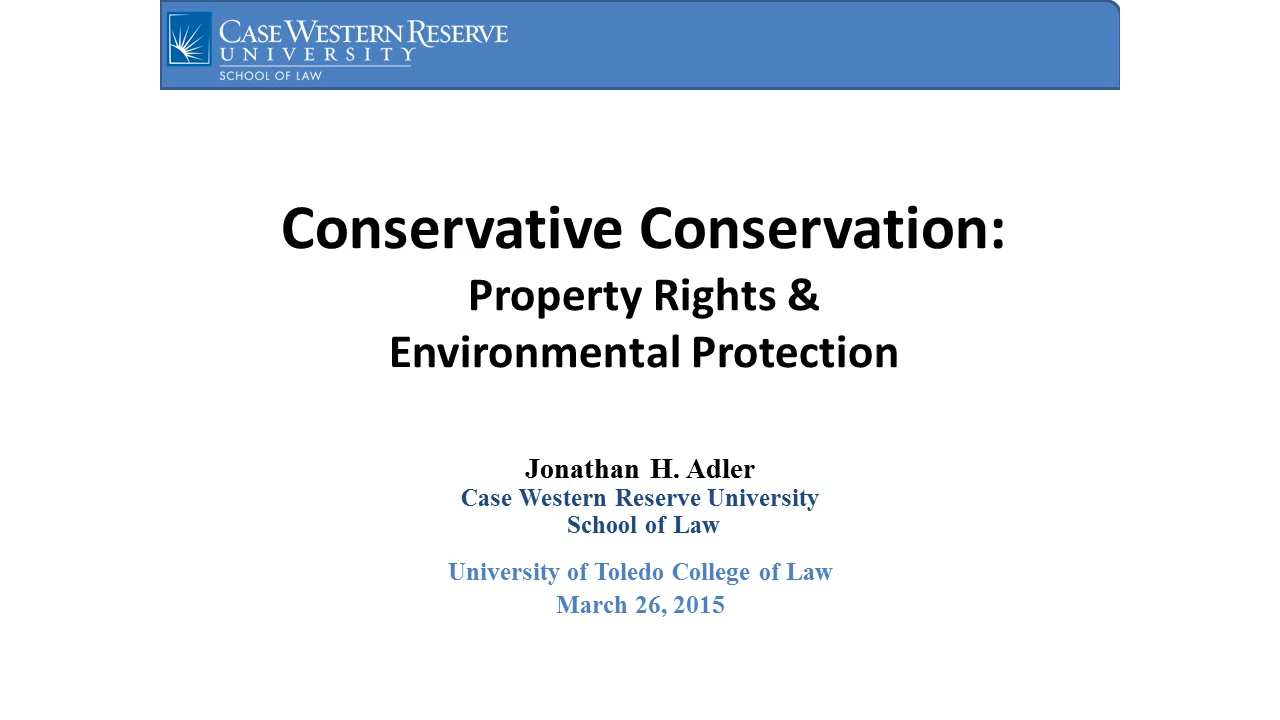 CASE WESTERN RESERVE
UNIVERSITY
SCHOOL OF LAW
Conservative Conservation:
Property Rights &
Environmental Protection
Jonathan H. Adler
Case Western Reserve University
School of Law
University of Toledo College of Law
March 26, 2015